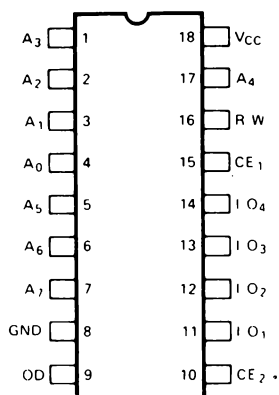 A3 1 18 VCC
A2 2 17 A4
A1 3 16 R W
A0 4 15 CE1
A5 5 14 I O4
A6 6 13 I O3
A7 7 12 I O2
GND 8 11 I O1
OD 9 10 CE2